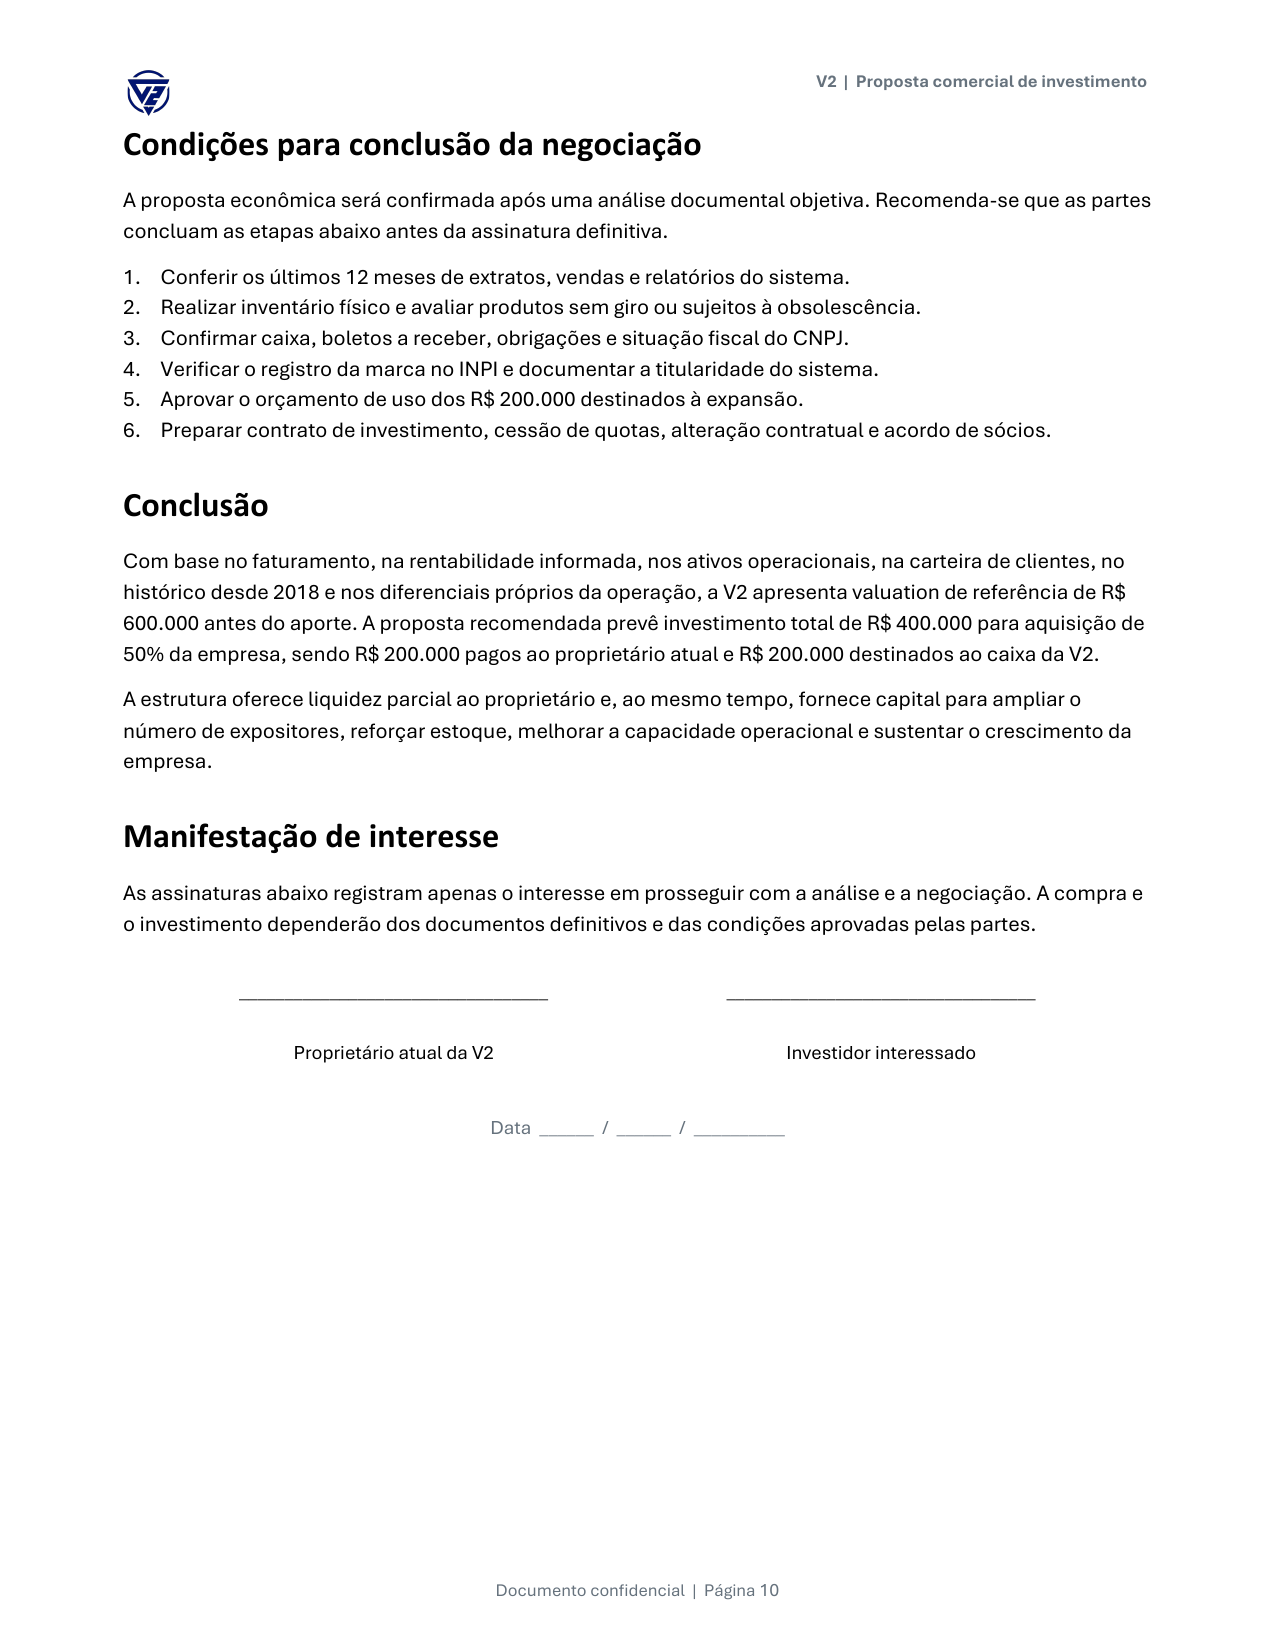 V2
V2 | Proposta comercial de investimento
Condições para conclusão da negociação
A proposta econômica será confirmada após uma análise documental objetiva. Recomenda-se que as partes
concluam as etapas abaixo antes da assinatura definitiva.
1. Conferir os últimos 12 meses de extratos, vendas e relatórios do sistema.
2. Realizar inventário físico e avaliar produtos sem giro ou sujeitos à obsolescência.
3. Confirmar caixa, boletos a receber, obrigações e situação fiscal do CNPJ.
4. Verificar o registro da marca no INPI e documentar a titularidade do sistema.
5. Aprovar o orçamento de uso dos R$ 200.000 destinados à expansão.
6. Preparar contrato de investimento, cessão de quotas, alteração contratual e acordo de sócios.
Conclusão
Com base no faturamento, na rentabilidade informada, nos ativos operacionais, na carteira de clientes, no
histórico desde 2018 e nos diferenciais próprios da operação, a V2 apresenta valuation de referência de R$
600.000 antes do aporte. A proposta recomendada prevê investimento total de R$ 400.000 para aquisição de
50% da empresa, sendo R$ 200.000 pagos ao proprietário atual e R$ 200.000 destinados ao caixa da V2.
A estrutura oferece liquidez parcial ao proprietário e, ao mesmo tempo, fornece capital para ampliar o
número de expositores, reforçar estoque, melhorar a capacidade operacional e sustentar o crescimento da
empresa.
Manifestação de interesse
As assinaturas abaixo registram apenas o interesse em prosseguir com a análise e a negociação. A compra e
o investimento dependerão dos documentos definitivos e das condições aprovadas pelas partes.
__________________________________ __________________________________
Proprietário atual da V2 Investidor interessado
Data ______ / ______ / __________
Documento confidencial | Página 10